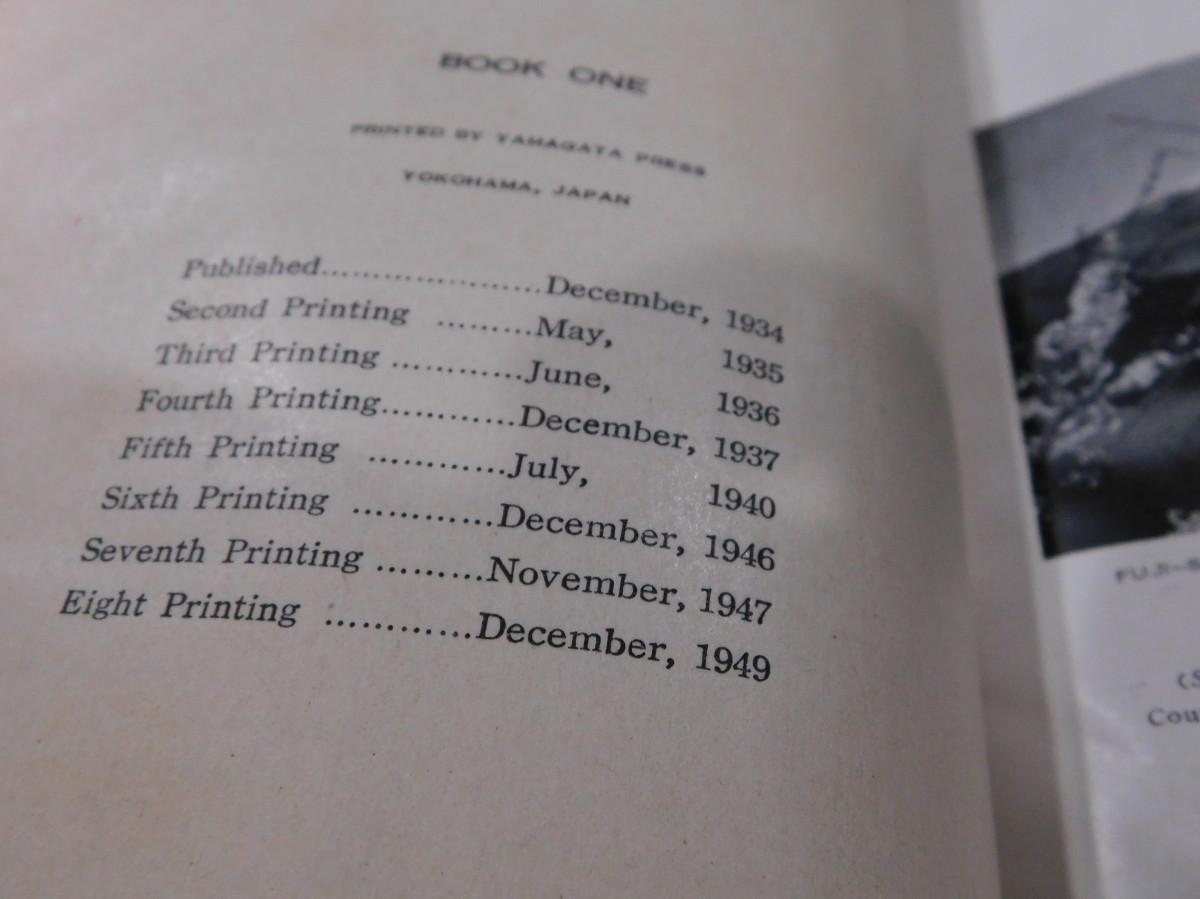 BOOK ONE
PRINTED BY YAMAGATA PRESS
YOKOHAMA, JAPAN
Published........................December, 1934
Second Printing ..........May, 1935
Third Printing .............June, 1936
Fourth Printing.............December, 1937
Fifth Printing ............July, 1940
Sixth Printing ............December, 1946
Seventh Printing .........November, 1947
Eight Printing ............December, 1949
FUJI-S
(S
Cou